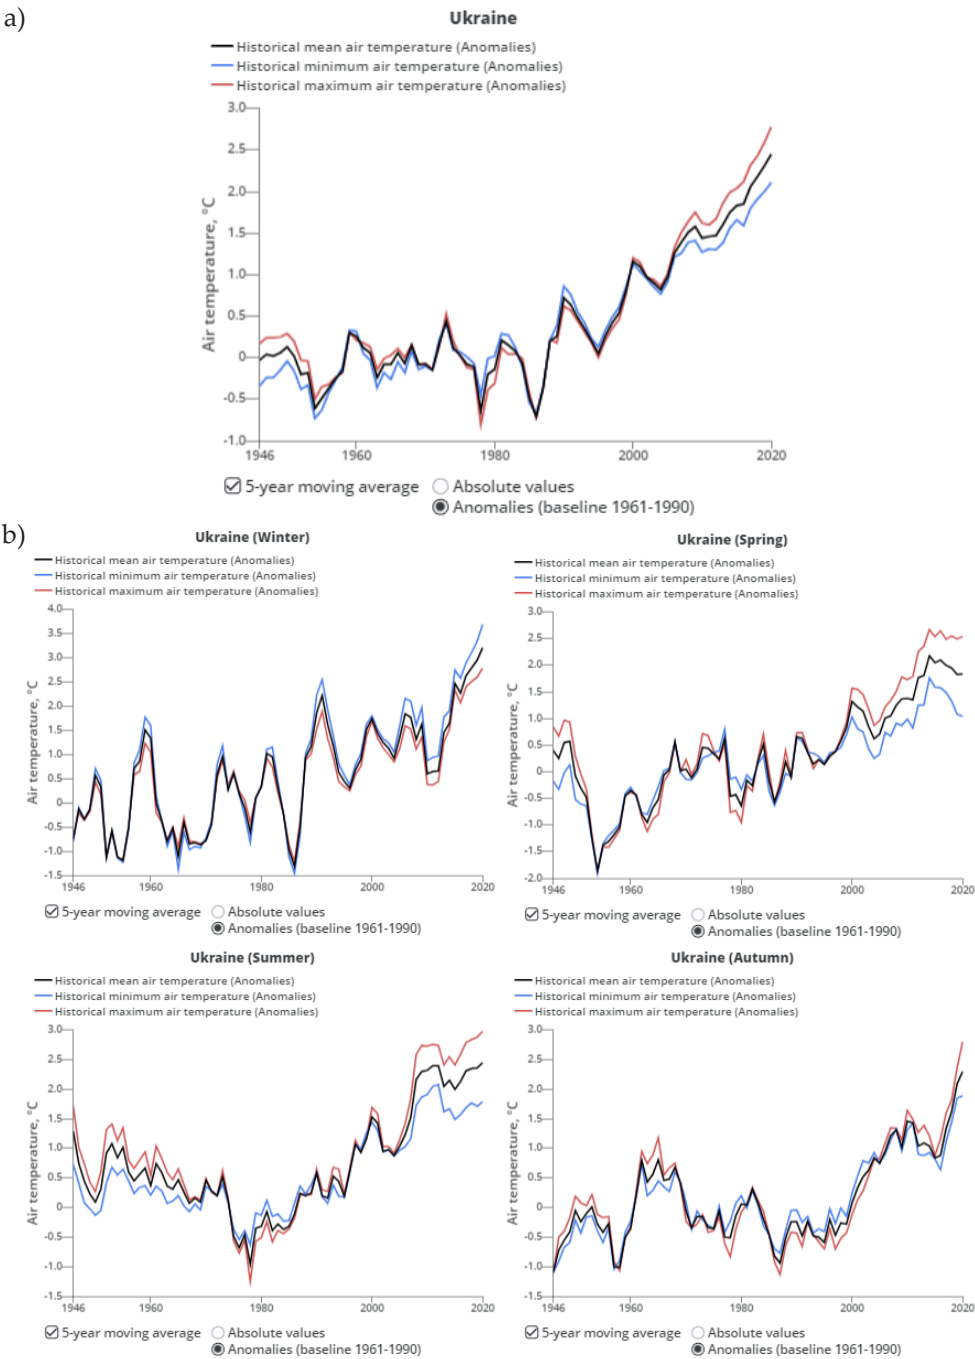 a)
Ukraine
Historical mean air temperature (Anomalies)
Historical minimum air temperature (Anomalies)
Historical maximum air temperature (Anomalies)
Air temperature, °C
3.0
2.5
2.0
1.5
1.0
0.5
0
-0.5
-1.0
1946
1960
1980
2000
2020
5-year moving average
Absolute values
Anomalies (baseline 1961-1990)
b)
Ukraine (Winter)
Historical mean air temperature (Anomalies)
Historical minimum air temperature (Anomalies)
Historical maximum air temperature (Anomalies)
Air temperature, °C
4.0
3.5
3.0
2.5
2.0
1.5
1.0
0.5
0
-0.5
-1.0
-1.5
1946
1960
1980
2000
2020
5-year moving average
Absolute values
Anomalies (baseline 1961-1990)
Ukraine (Spring)
Historical mean air temperature (Anomalies)
Historical minimum air temperature (Anomalies)
Historical maximum air temperature (Anomalies)
Air temperature, °C
3.0
2.5
2.0
1.5
1.0
0.5
0
-0.5
-1.0
-1.5
-2.0
1946
1960
1980
2000
2020
5-year moving average
Absolute values
Anomalies (baseline 1961-1990)
Ukraine (Summer)
Historical mean air temperature (Anomalies)
Historical minimum air temperature (Anomalies)
Historical maximum air temperature (Anomalies)
Air temperature, °C
3.0
2.5
2.0
1.5
1.0
0.5
0
-0.5
-1.0
-1.5
1946
1960
1980
2000
2020
5-year moving average
Absolute values
Anomalies (baseline 1961-1990)
Ukraine (Autumn)
Historical mean air temperature (Anomalies)
Historical minimum air temperature (Anomalies)
Historical maximum air temperature (Anomalies)
Air temperature, °C
3.0
2.5
2.0
1.5
1.0
0.5
0
-0.5
-1.0
-1.5
1946
1960
1980
2000
2020
5-year moving average
Absolute values
Anomalies (baseline 1961-1990)